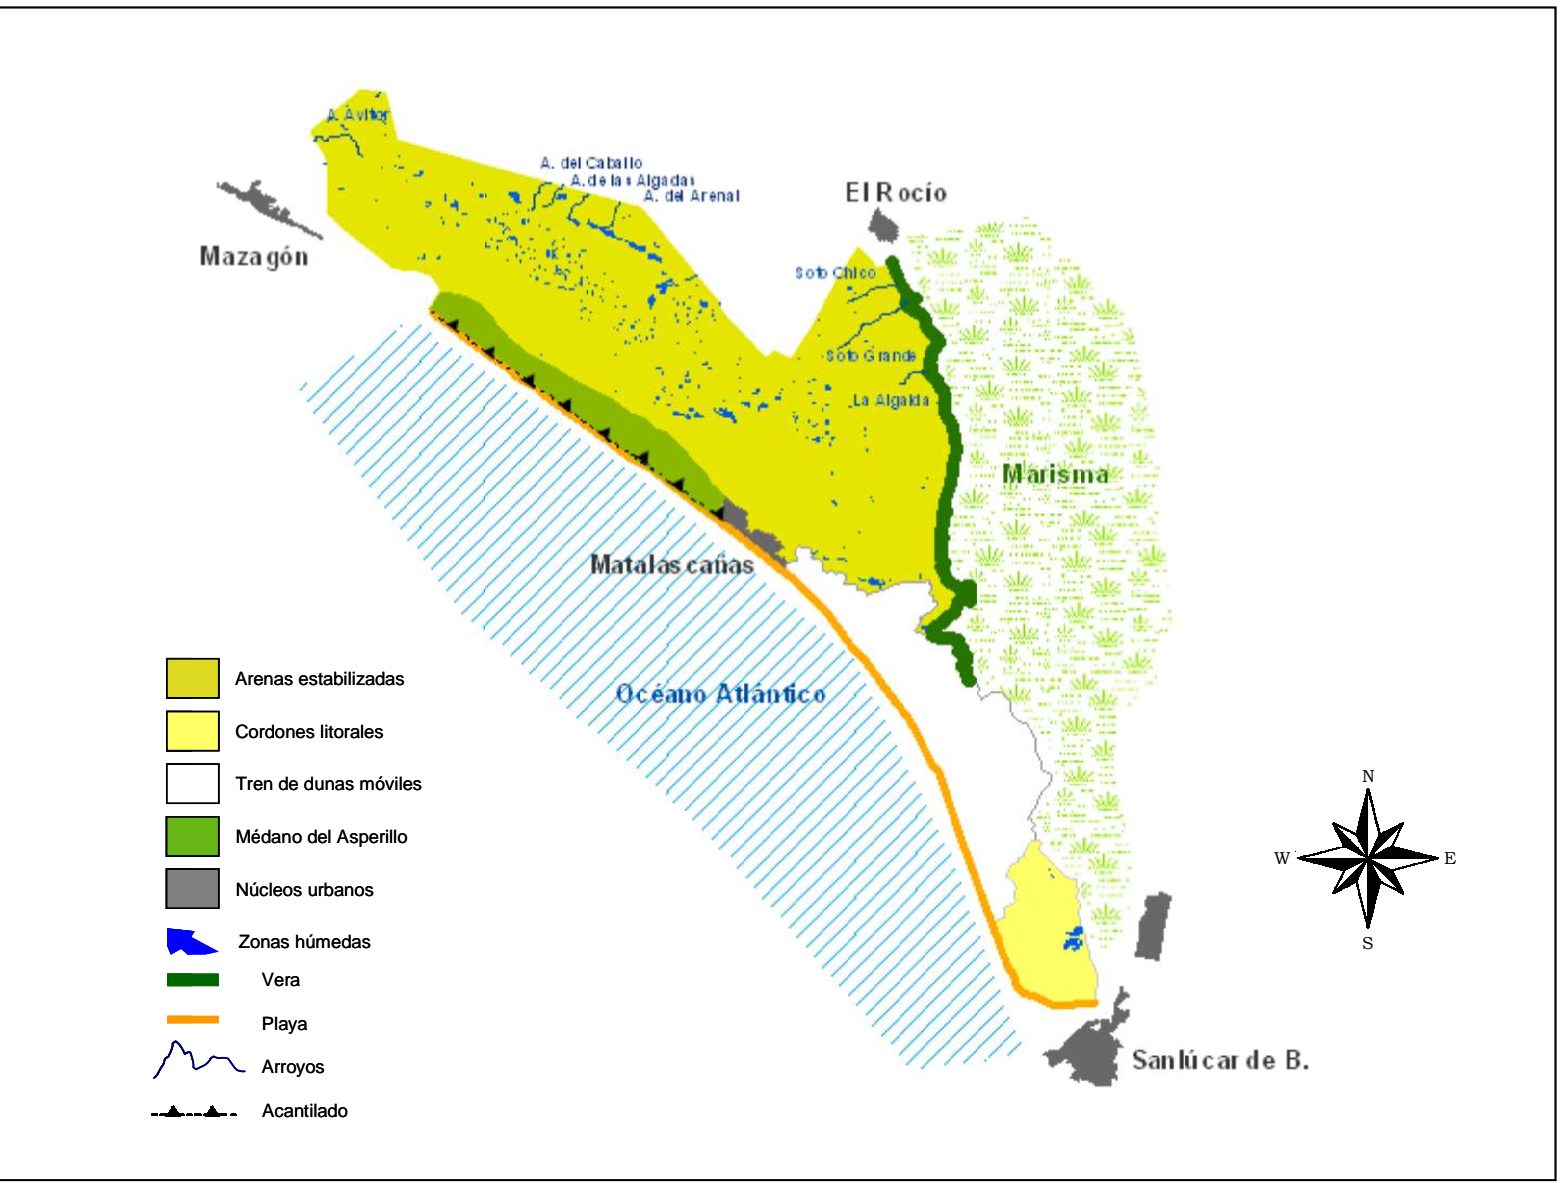 A. Avitor
A. del Caballo
A. de las Algadas
A. del Arenal
El Rocío
Mazagón
Soto Chico
Soto Grande
La Algaida
Marisma
Matalascañas
Océano Atlántico
Arenas estabilizadas
Cordones litorales
Tren de dunas móviles
Médano del Asperillo
Núcleos urbanos
Zonas húmedas
Vera
Playa
Arroyos
Acantilado
N
W
E
S
Sanlúcar de B.